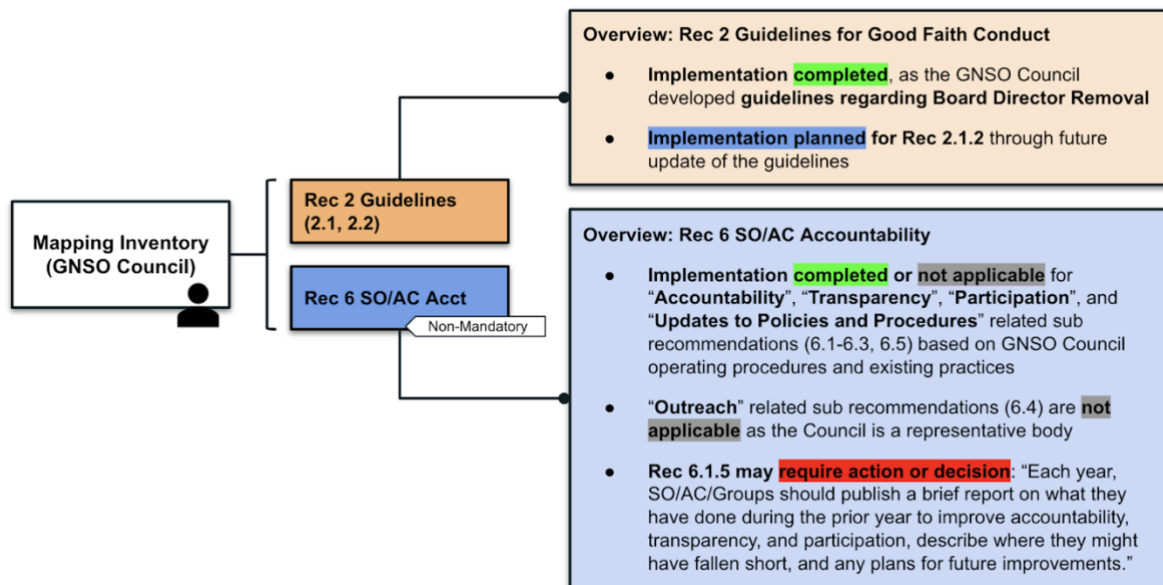 Mapping Inventory
(GNSO Council)
Rec 2 Guidelines
(2.1, 2.2)
Rec 6 SO/AC Acct
Non-Mandatory
Overview: Rec 2 Guidelines for Good Faith Conduct
● Implementation completed, as the GNSO Council
developed guidelines regarding Board Director Removal
● Implementation planned for Rec 2.1.2 through future
update of the guidelines
Overview: Rec 6 SO/AC Accountability
● Implementation completed or not applicable for
“Accountability”, “Transparency”, “Participation”, and
“Updates to Policies and Procedures” related sub
recommendations (6.1-6.3, 6.5) based on GNSO Council
operating procedures and existing practices
● “Outreach” related sub recommendations (6.4) are not
applicable as the Council is a representative body
● Rec 6.1.5 may require action or decision: “Each year,
SO/AC/Groups should publish a brief report on what they
have done during the prior year to improve accountability,
transparency, and participation, describe where they might
have fallen short, and any plans for future improvements.”